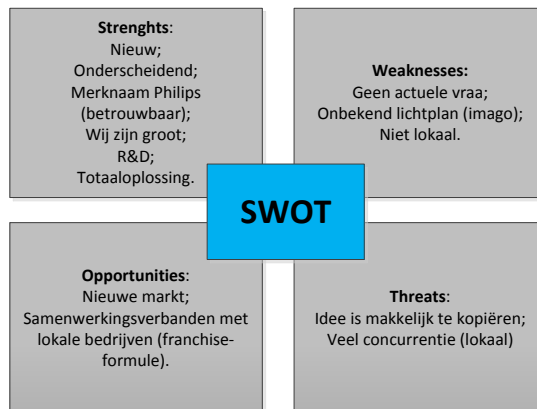 Strenghts:
Nieuw;
Onderscheidend;
Merknaam Philips
(betrouwbaar);
Wij zijn groot;
R&D;
Totaaloplossing.
Weaknesses:
Geen actuele vraa;
Onbekend lichtplan (imago);
Niet lokaal.
SWOT
Opportunities:
Nieuwe markt;
Samenwerkingsverbanden met
lokale bedrijven (franchise-
formule).
Threats:
Idee is makkelijk te kopiëren;
Veel concurrentie (lokaal)